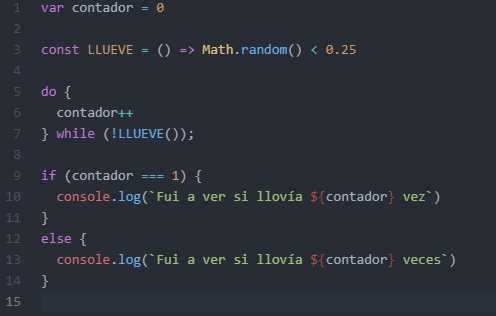 1 var contador = 0
2
3 const LLUEVE = () => Math.random() < 0.25
4
5 do {
6   contador++
7 } while (!LLUEVE());
8
9 if (contador === 1) {
10   console.log(`Fui a ver si llovía ${contador} vez`)
11 }
12 else {
13   console.log(`Fui a ver si llovía ${contador} veces`)
14 }
15